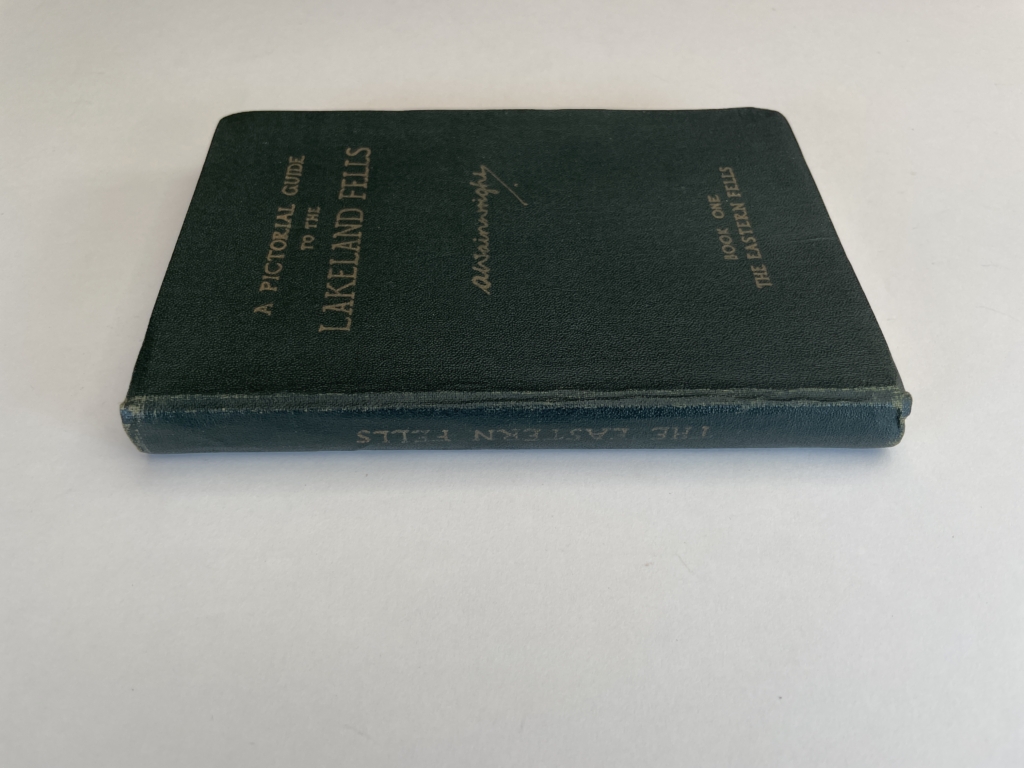 A PICTORIAL GUIDE
TO THE
LAKELAND FELLS
awainwright
BOOK ONE
THE EASTERN FELLS
THE EASTERN FELLS